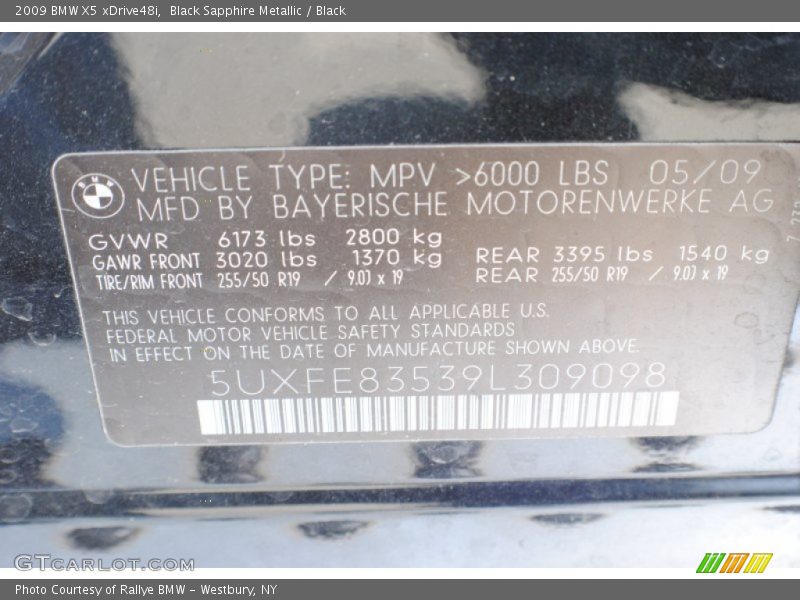 2009 BMW X5 xDrive48i,  Black Sapphire Metallic / Black
BMW
VEHICLE TYPE: MPV >6000 LBS 05/09
MFD BY BAYERISCHE MOTORENWERKE AG
GVWR 6173 lbs 2800 kg
GAWR FRONT 3020 lbs 1370 kg REAR 3395 lbs 1540 kg
TIRE/RIM FRONT 255/50 R19 / 9.0J x 19 REAR 255/50 R19 / 9.0J x 19
THIS VEHICLE CONFORMS TO ALL APPLICABLE U.S.
FEDERAL MOTOR VEHICLE SAFETY STANDARDS
IN EFFECT ON THE DATE OF MANUFACTURE SHOWN ABOVE.
5UXFE83539L309098
GTCARLOT.COM
Photo Courtesy of Rallye BMW - Westbury, NY